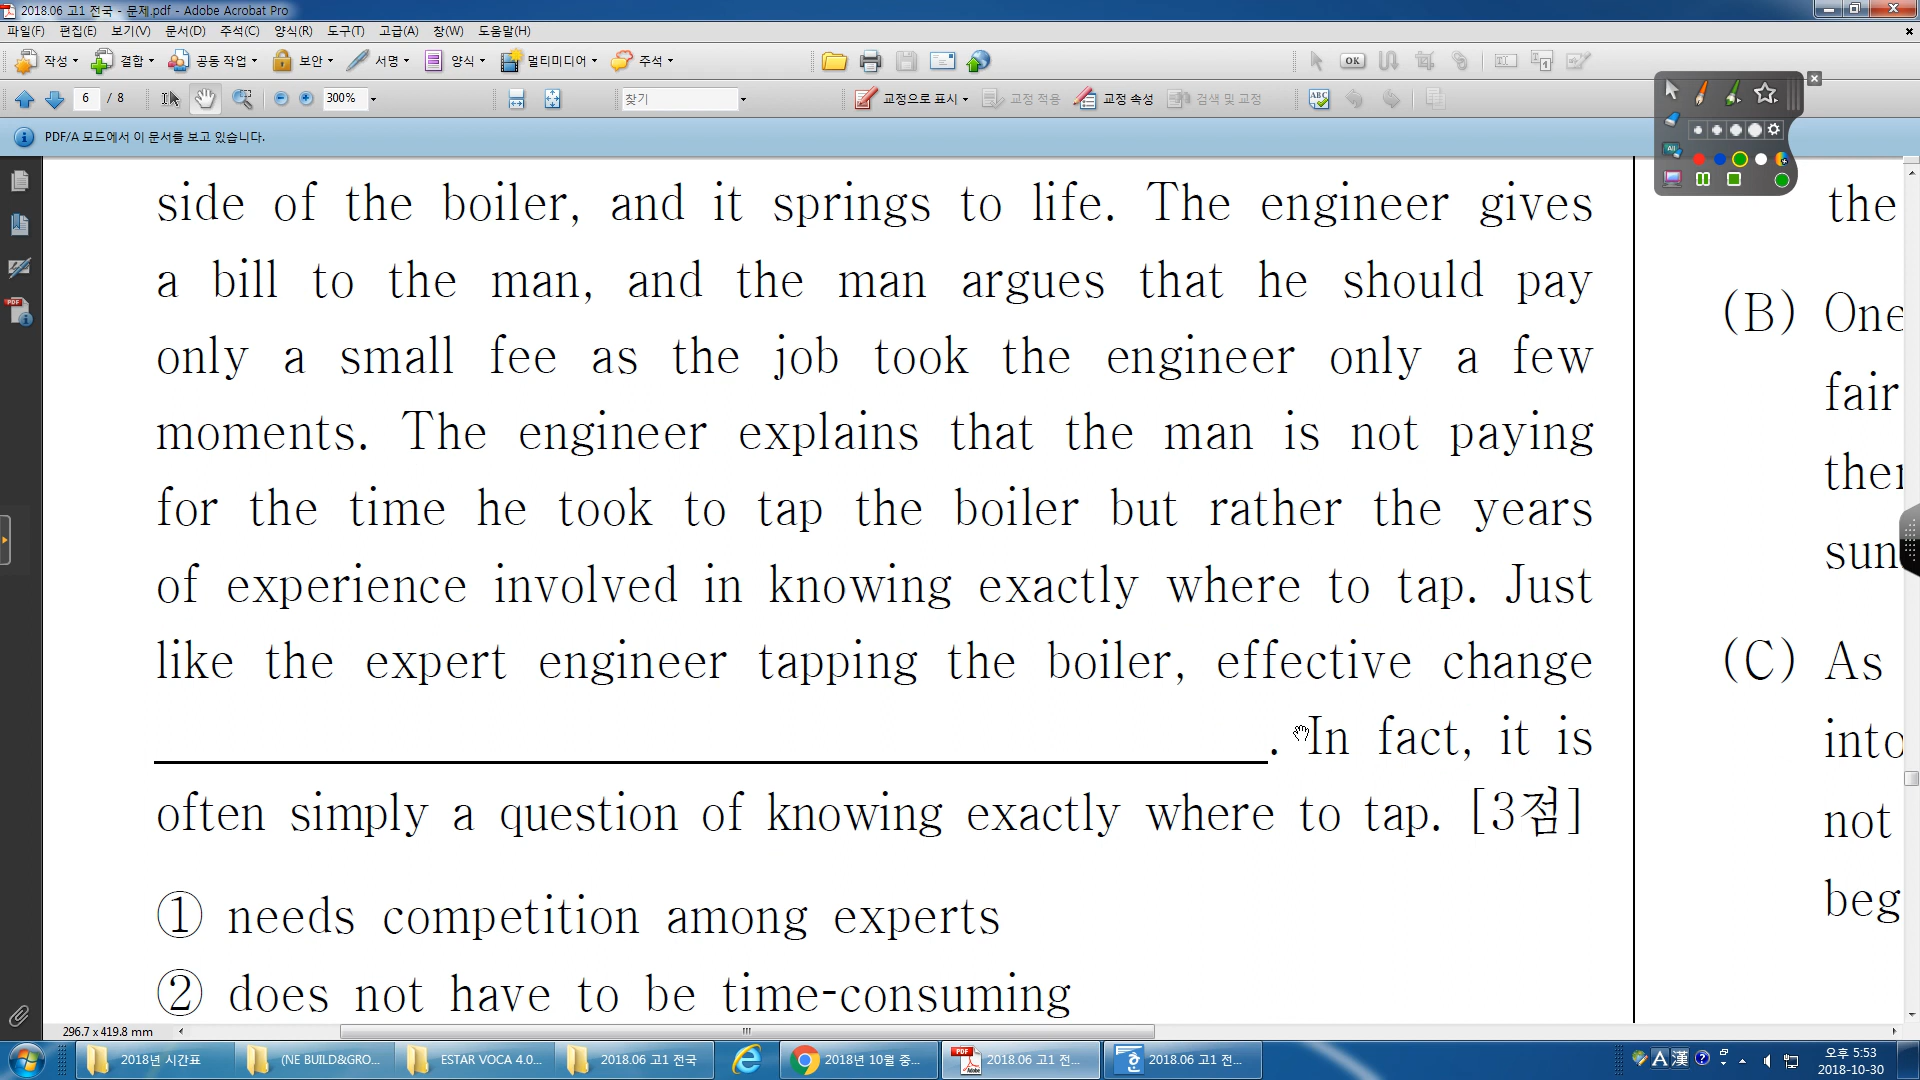 2018.06 고1 전국 - 문제.pdf - Adobe Acrobat Pro
파일(F) 편집(E) 보기(V) 문서(D) 주석(C) 양식(R) 도구(T) 고급(A) 창(W) 도움말(H)
작성 결합 공동 작업 보안 서명 양식 멀티미디어 주석 OK
6 / 8 300% 찾기 교정으로 표시 교정 적용 교정 속성 검색 및 교정 ABC
PDF/A 모드에서 이 문서를 보고 있습니다.
side of the boiler, and it springs to life. The engineer gives
a bill to the man, and the man argues that he should pay
only a small fee as the job took the engineer only a few
moments. The engineer explains that the man is not paying
for the time he took to tap the boiler but rather the years
of experience involved in knowing exactly where to tap. Just
like the expert engineer tapping the boiler, effective change
. In fact, it is
often simply a question of knowing exactly where to tap. [3점]
① needs competition among experts
② does not have to be time-consuming
the
(B) One
fair
ther
sun
(C) As
into
not
beg
296.7 x 419.8 mm
2018년 시간표 (NE BUILD&GRO... ESTAR VOCA 4.0... 2018.06 고1 전국 2018년 10월 중... 2018.06 고1 전... 2018.06 고1 전...
A 漢 오후 5:53
2018-10-30